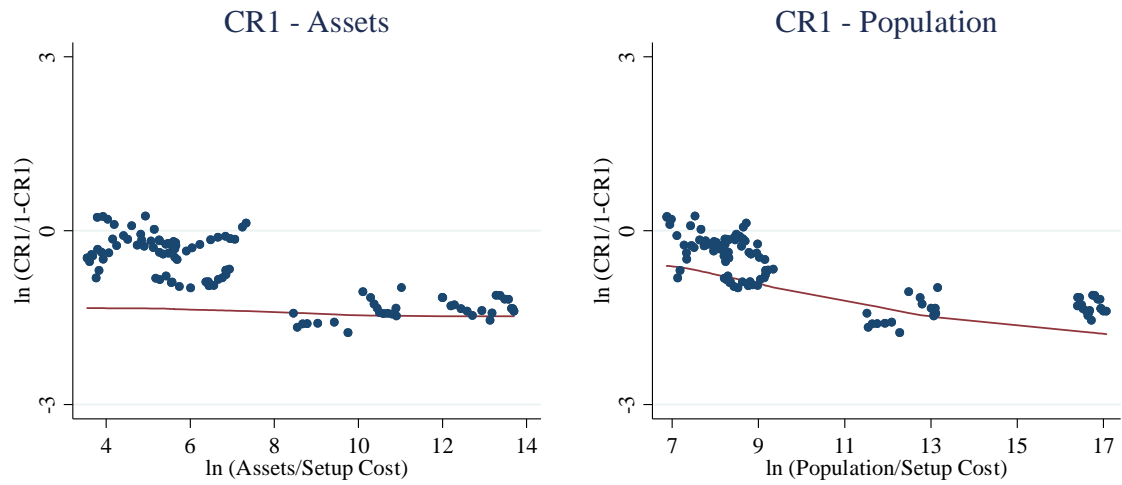 CR1 - Assets
3
0
-3
ln (CR1/1-CR1)
4 6 8 10 12 14
ln (Assets/Setup Cost)
CR1 - Population
3
0
-3
ln (CR1/1-CR1)
7 9 11 13 15 17
ln (Population/Setup Cost)